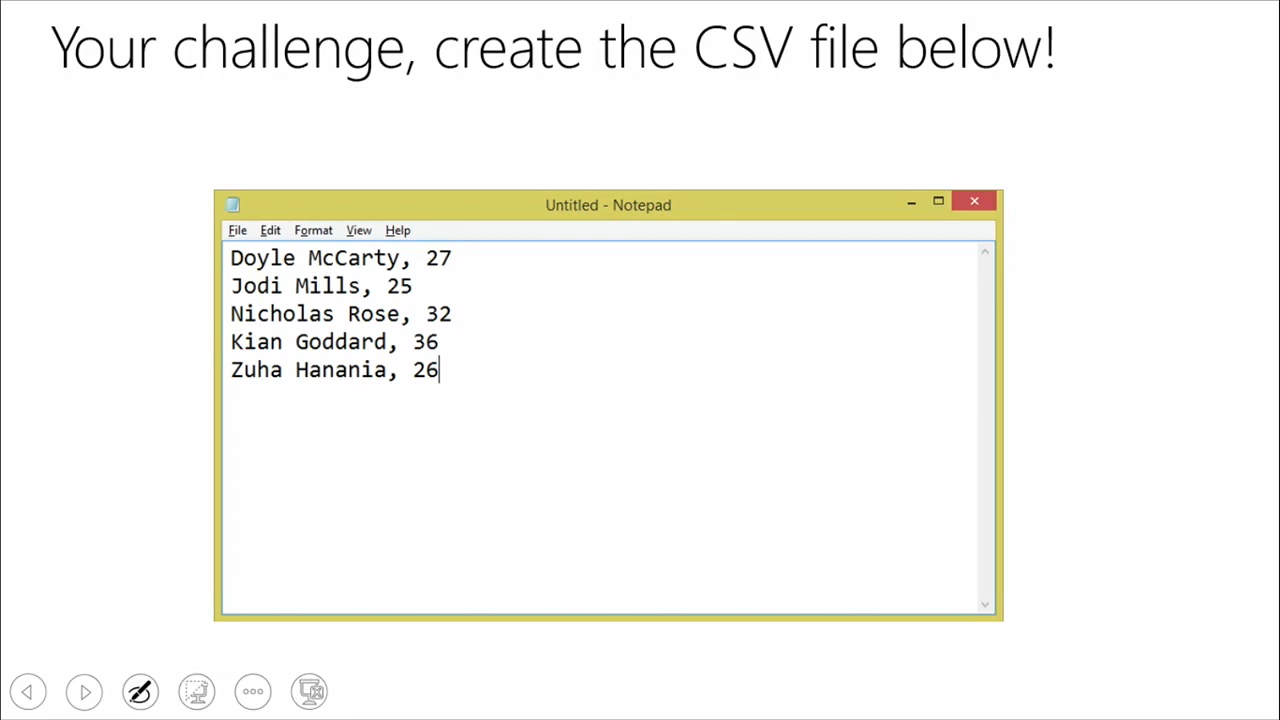 Your challenge, create the CSV file below!
Untitled - Notepad
File Edit Format View Help
Doyle McCarty, 27
Jodi Mills, 25
Nicholas Rose, 32
Kian Goddard, 36
Zuha Hanania, 26